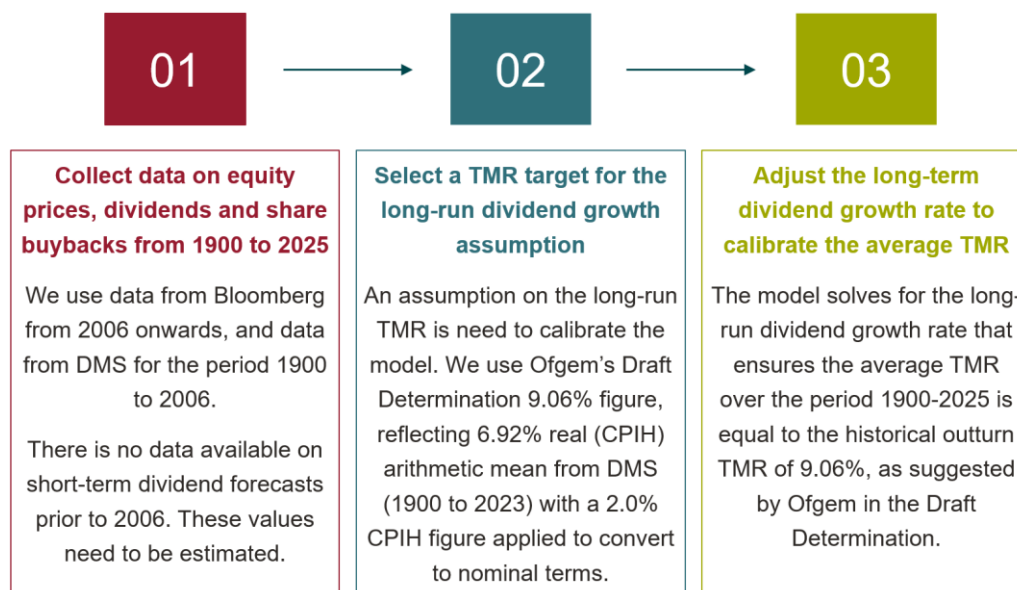 01
02
03
Collect data on equity
prices, dividends and share
buybacks from 1900 to 2025
We use data from Bloomberg
from 2006 onwards, and data
from DMS for the period 1900
to 2006.
There is no data available on
short-term dividend forecasts
prior to 2006. These values
need to be estimated.
Select a TMR target for the
long-run dividend growth
assumption
An assumption on the long-run
TMR is need to calibrate the
model. We use Ofgem’s Draft
Determination 9.06% figure,
reflecting 6.92% real (CPIH)
arithmetic mean from DMS
(1900 to 2023) with a 2.0%
CPIH figure applied to convert
to nominal terms.
Adjust the long-term
dividend growth rate to
calibrate the average TMR
The model solves for the long-
run dividend growth rate that
ensures the average TMR
over the period 1900-2025 is
equal to the historical outturn
TMR of 9.06%, as suggested
by Ofgem in the Draft
Determination.